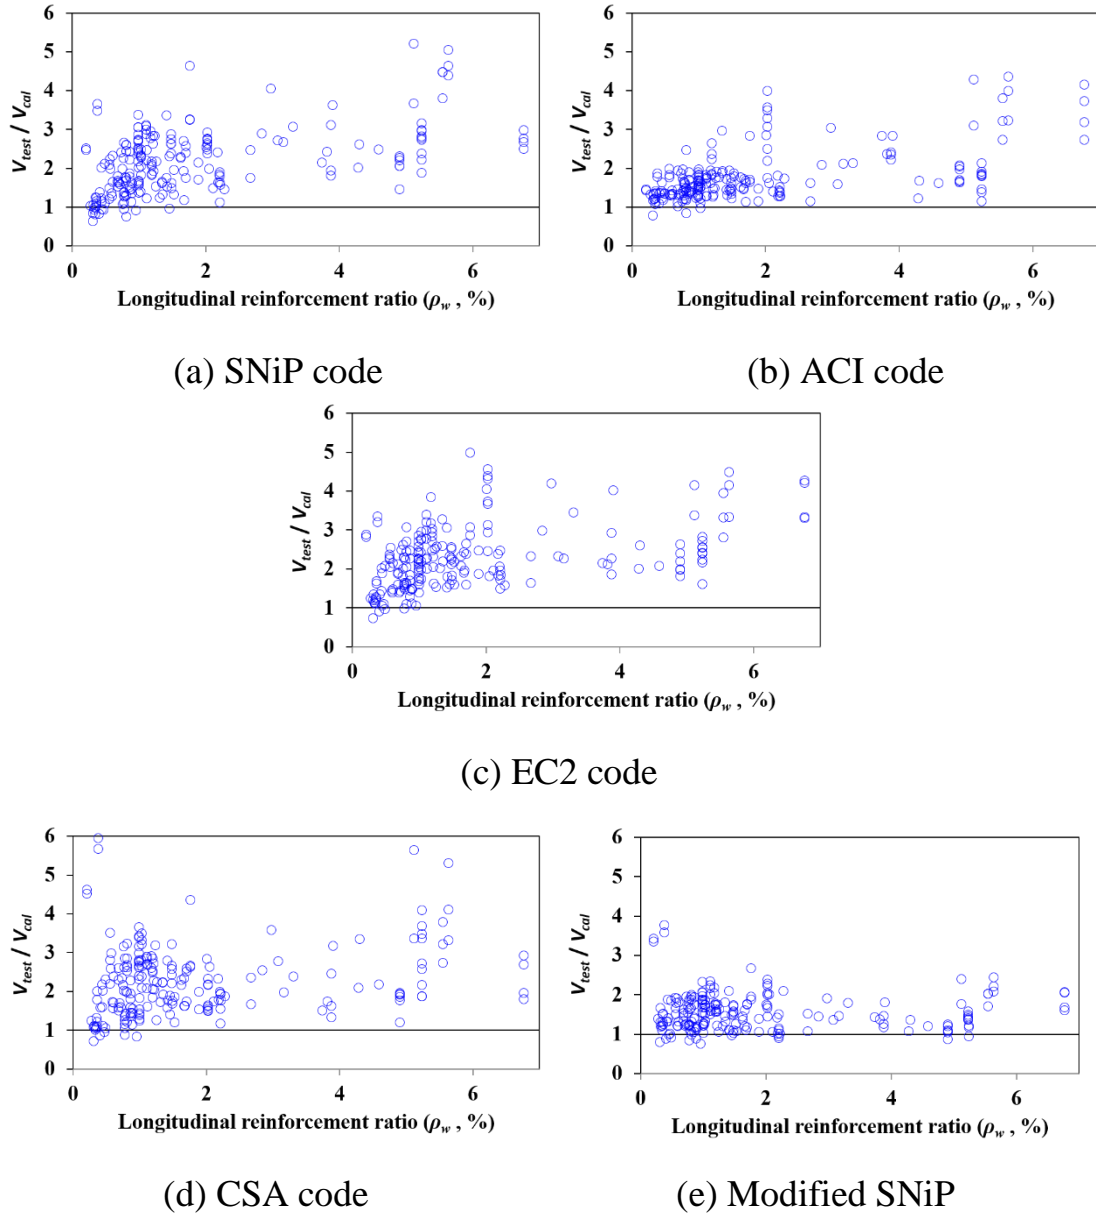 6
5
4
3
2
1
0
V_test / V_cal
0 2 4 6
Longitudinal reinforcement ratio (ρ_w , %)
(a) SNiP code
6
5
4
3
2
1
0
V_test / V_cal
0 2 4 6
Longitudinal reinforcement ratio (ρ_w , %)
(b) ACI code
6
5
4
3
2
1
0
V_test / V_cal
0 2 4 6
Longitudinal reinforcement ratio (ρ_w , %)
(c) EC2 code
6
5
4
3
2
1
0
V_test / V_cal
0 2 4 6
Longitudinal reinforcement ratio (ρ_w , %)
(d) CSA code
6
5
4
3
2
1
0
V_test / V_cal
0 2 4 6
Longitudinal reinforcement ratio (ρ_w , %)
(e) Modified SNiP